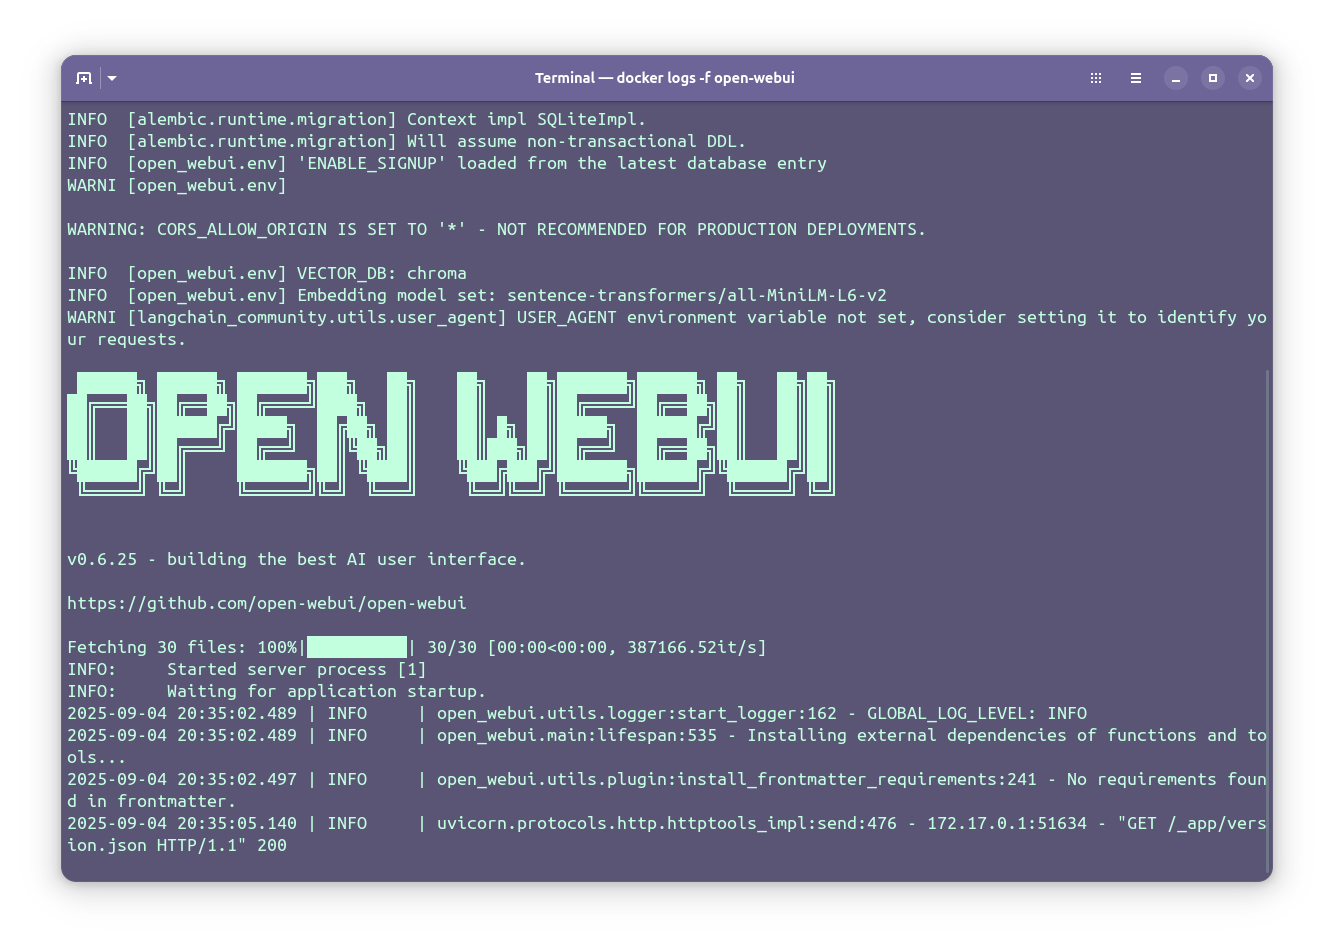 Terminal — docker logs -f open-webui
INFO  [alembic.runtime.migration] Context impl SQLiteImpl.
INFO  [alembic.runtime.migration] Will assume non-transactional DDL.
INFO  [open_webui.env] 'ENABLE_SIGNUP' loaded from the latest database entry
WARNI [open_webui.env]
WARNING: CORS_ALLOW_ORIGIN IS SET TO '*' - NOT RECOMMENDED FOR PRODUCTION DEPLOYMENTS.
INFO  [open_webui.env] VECTOR_DB: chroma
INFO  [open_webui.env] Embedding model set: sentence-transformers/all-MiniLM-L6-v2
WARNI [langchain_community.utils.user_agent] USER_AGENT environment variable not set, consider setting it to identify yo
ur requests.
OPEN WEBUI
v0.6.25 - building the best AI user interface.
https://github.com/open-webui/open-webui
Fetching 30 files: 100%|██████████| 30/30 [00:00<00:00, 387166.52it/s]
INFO:     Started server process [1]
INFO:     Waiting for application startup.
2025-09-04 20:35:02.489 | INFO     | open_webui.utils.logger:start_logger:162 - GLOBAL_LOG_LEVEL: INFO
2025-09-04 20:35:02.489 | INFO     | open_webui.main:lifespan:535 - Installing external dependencies of functions and to
ols...
2025-09-04 20:35:02.497 | INFO     | open_webui.utils.plugin:install_frontmatter_requirements:241 - No requirements foun
d in frontmatter.
2025-09-04 20:35:05.140 | INFO     | uvicorn.protocols.http.httptools_impl:send:476 - 172.17.0.1:51634 - "GET /_app/vers
ion.json HTTP/1.1" 200